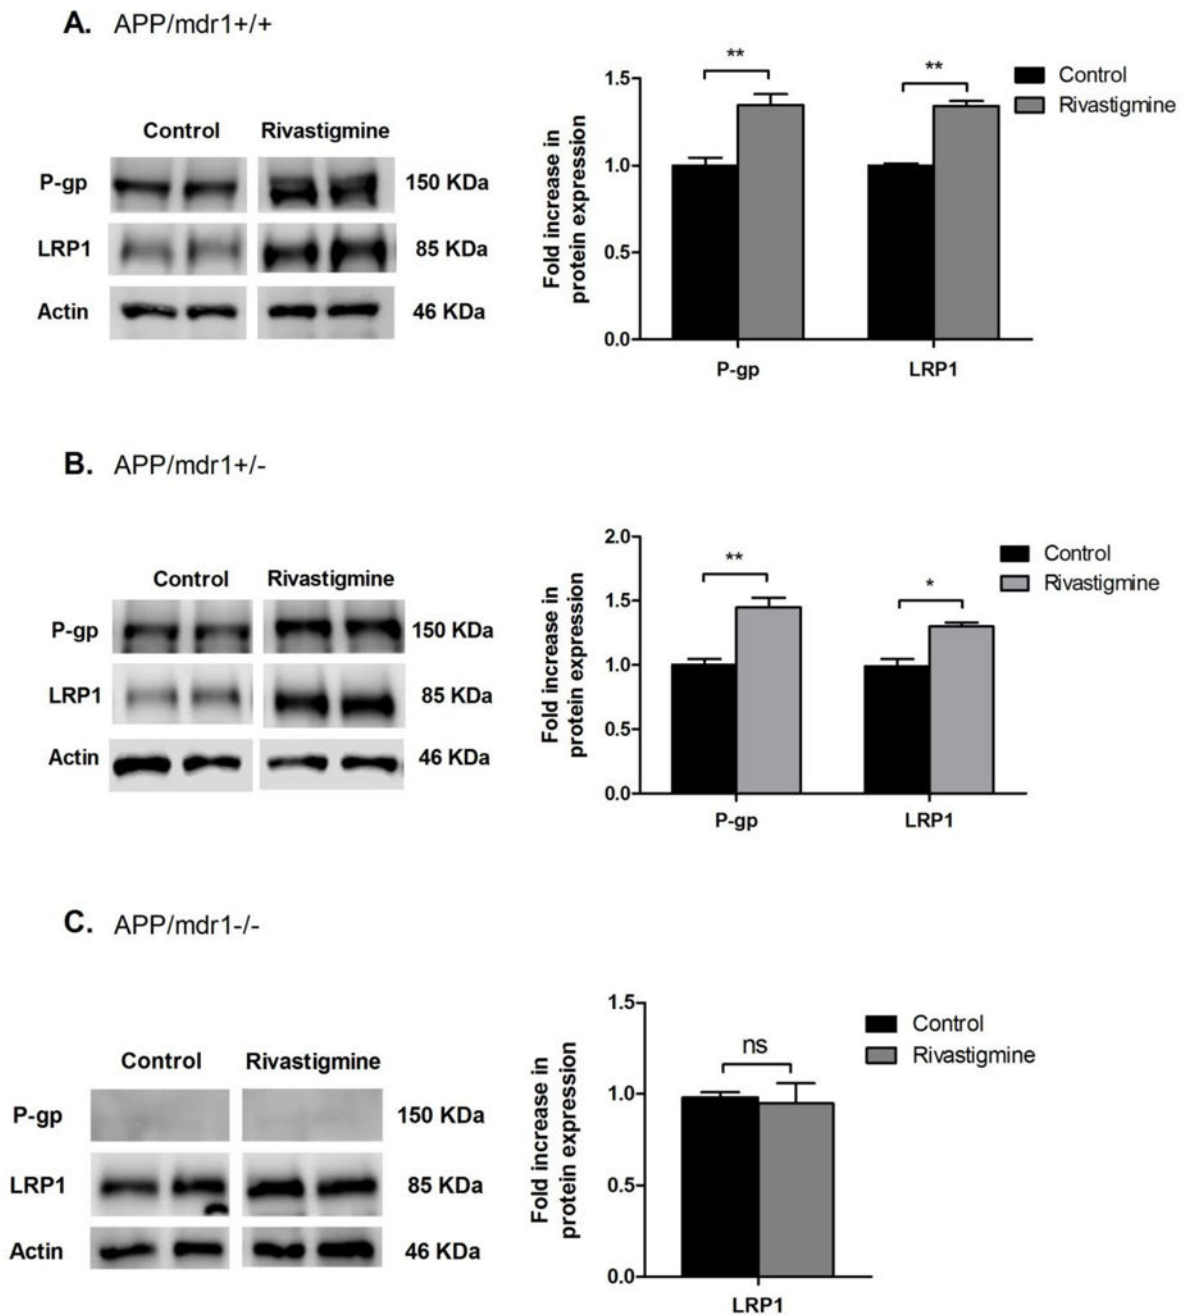 A. APP/mdr1+/+
Control Rivastigmine
P-gp 150 KDa
LRP1 85 KDa
Actin 46 KDa
Fold increase in
protein expression
1.5
1.0
0.5
0.0
**
**
P-gp LRP1
Control
Rivastigmine
B. APP/mdr1+/-
Control Rivastigmine
P-gp 150 KDa
LRP1 85 KDa
Actin 46 KDa
Fold increase in
protein expression
2.0
1.5
1.0
0.5
0.0
**
*
P-gp LRP1
Control
Rivastigmine
C. APP/mdr1-/-
Control Rivastigmine
P-gp 150 KDa
LRP1 85 KDa
Actin 46 KDa
Fold increase in
protein expression
1.5
1.0
0.5
0.0
ns
LRP1
Control
Rivastigmine